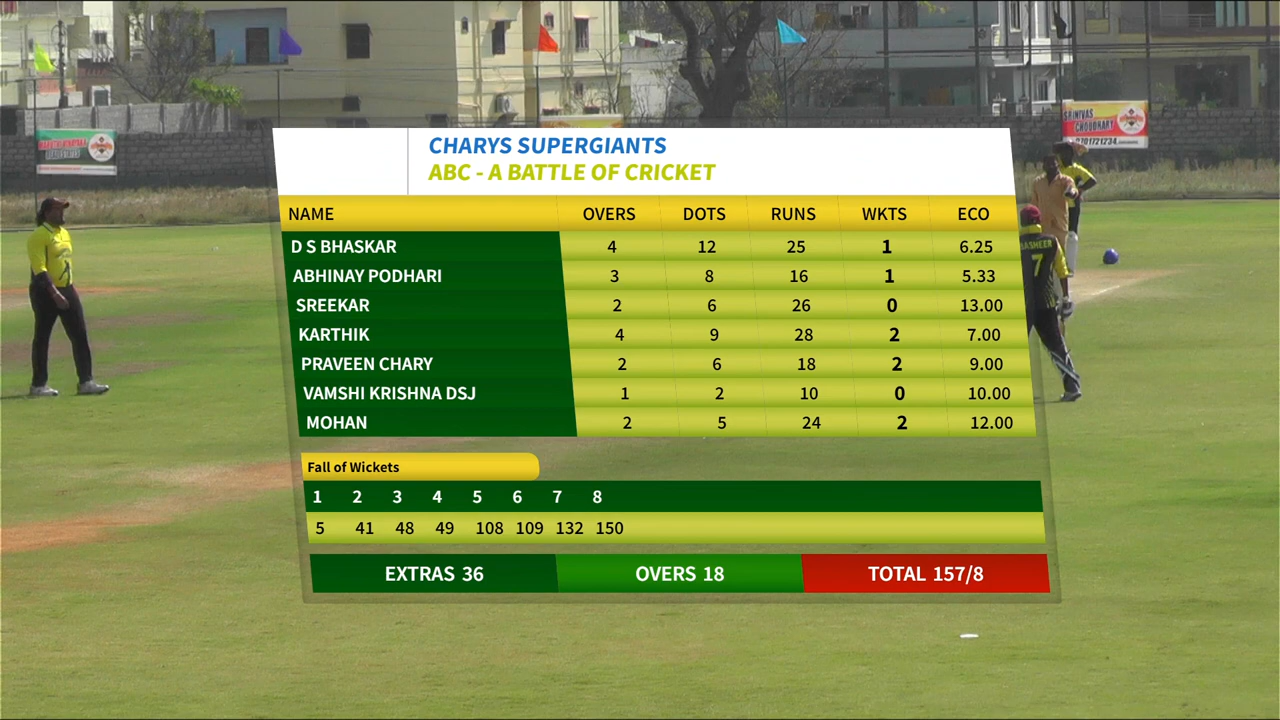 CHARYS SUPERGIANTS
ABC - A BATTLE OF CRICKET
NAME OVERS DOTS RUNS WKTS ECO
D S BHASKAR 4 12 25 1 6.25
ABHINAY PODHARI 3 8 16 1 5.33
SREEKAR 2 6 26 0 13.00
KARTHIK 4 9 28 2 7.00
PRAVEEN CHARY 2 6 18 2 9.00
VAMSHI KRISHNA DSJ 1 2 10 0 10.00
MOHAN 2 5 24 2 12.00
Fall of Wickets
1 2 3 4 5 6 7 8
5 41 48 49 108 109 132 150
EXTRAS 36 OVERS 18 TOTAL 157/8
SRINIVAS
CHOUDHARY
9701721234
7